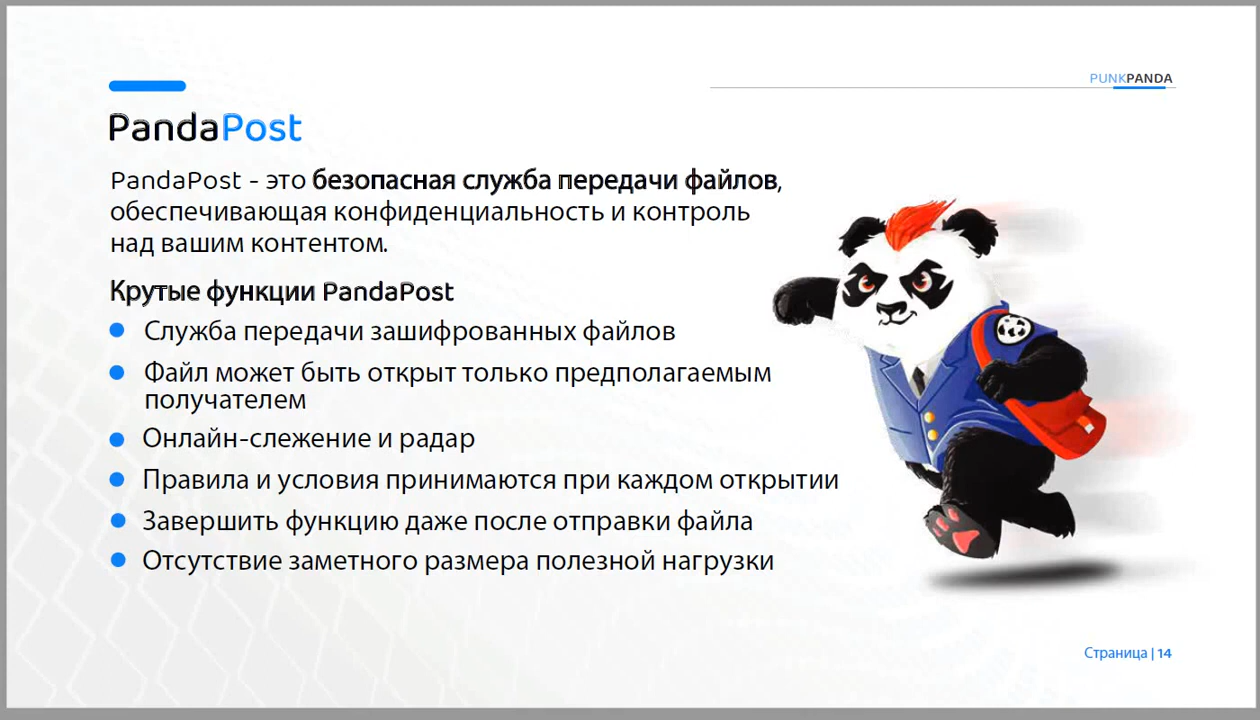 PUNKPANDA
PandaPost
PandaPost - это безопасная служба передачи файлов,
обеспечивающая конфиденциальность и контроль
над вашим контентом.
Крутые функции PandaPost
Служба передачи зашифрованных файлов
Файл может быть открыт только предполагаемым
получателем
Онлайн-слежение и радар
Правила и условия принимаются при каждом открытии
Завершить функцию даже после отправки файла
Отсутствие заметного размера полезной нагрузки
Страница | 14